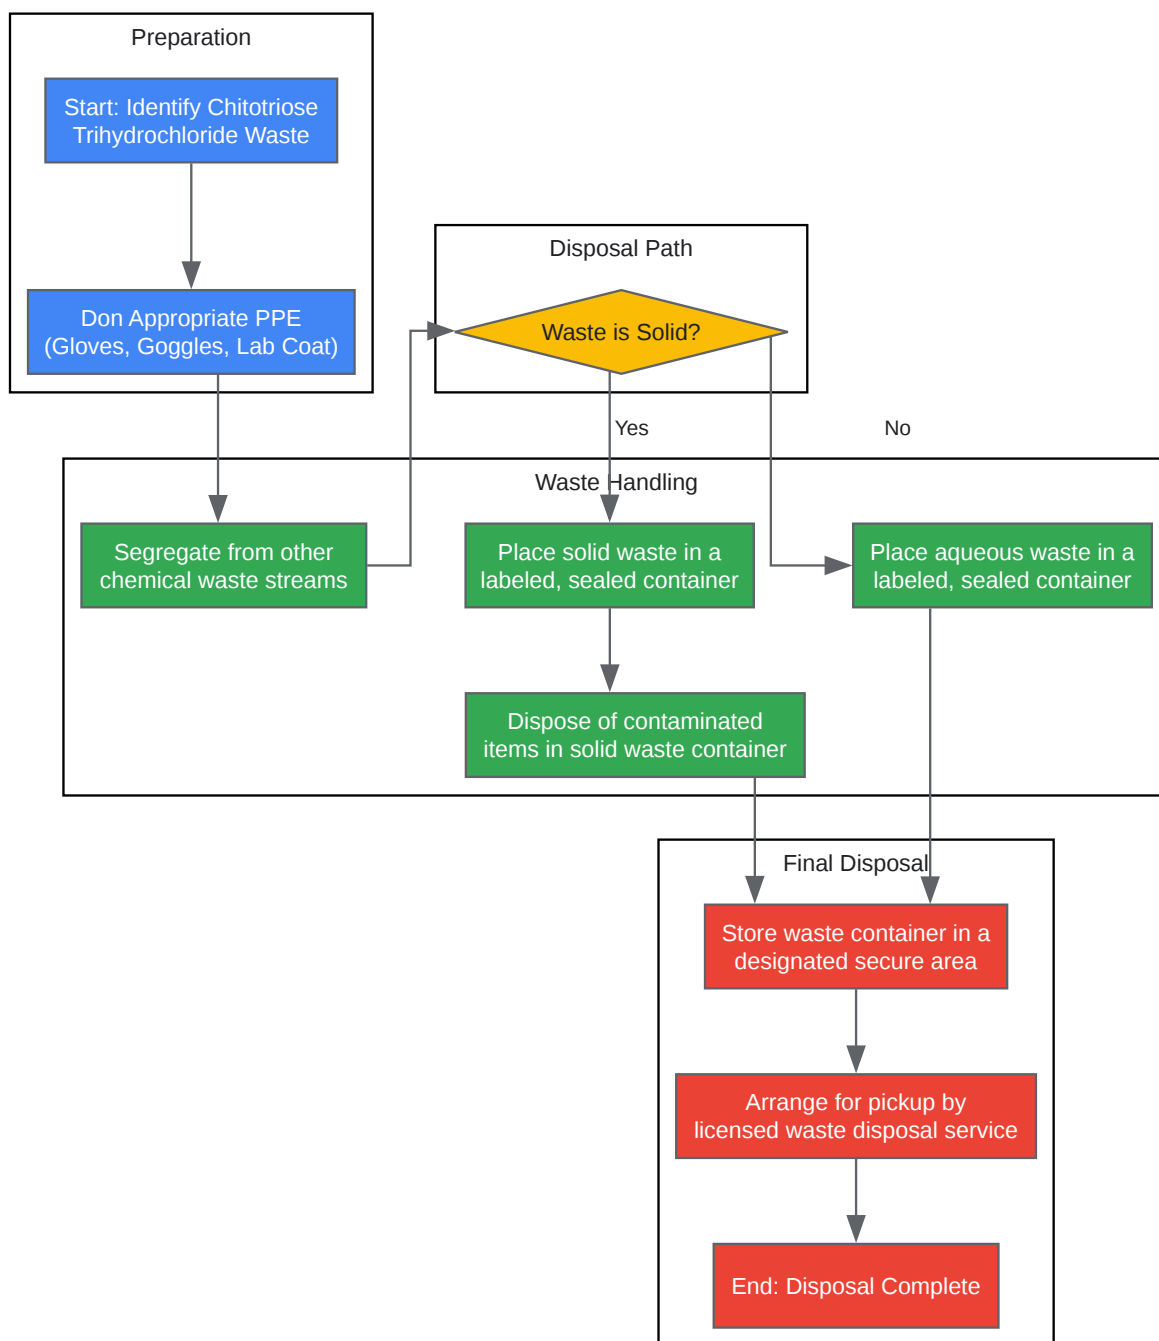 Preparation
Start: Identify Chitotriose
Trihydrochloride Waste
Don Appropriate PPE
(Gloves, Goggles, Lab Coat)
Disposal Path
Waste is Solid?
Yes
No
Waste Handling
Segregate from other
chemical waste streams
Place solid waste in a
labeled, sealed container
Place aqueous waste in a
labeled, sealed container
Dispose of contaminated
items in solid waste container
Final Disposal
Store waste container in a
designated secure area
Arrange for pickup by
licensed waste disposal service
End: Disposal Complete